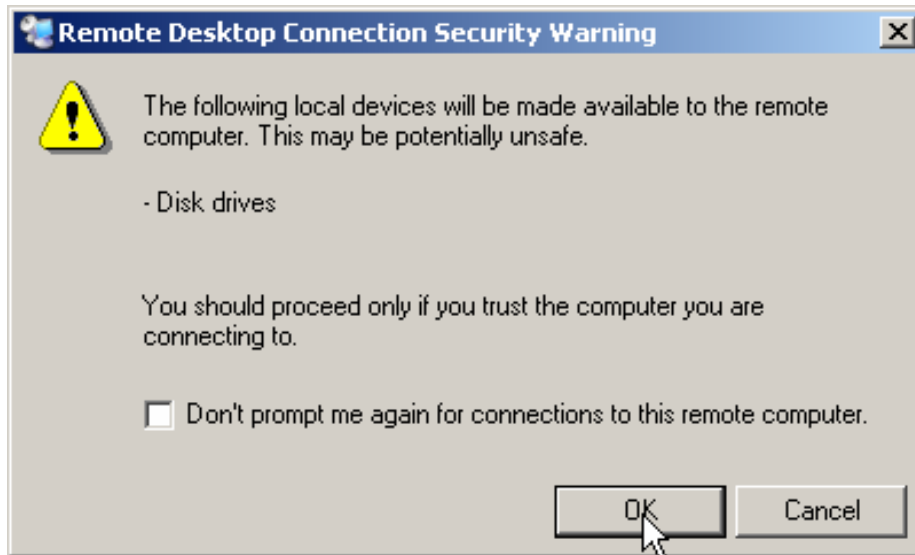 Remote Desktop Connection Security Warning
The following local devices will be made available to the remote
computer. This may be potentially unsafe.
- Disk drives
You should proceed only if you trust the computer you are
connecting to.
Don't prompt me again for connections to this remote computer.
OK Cancel